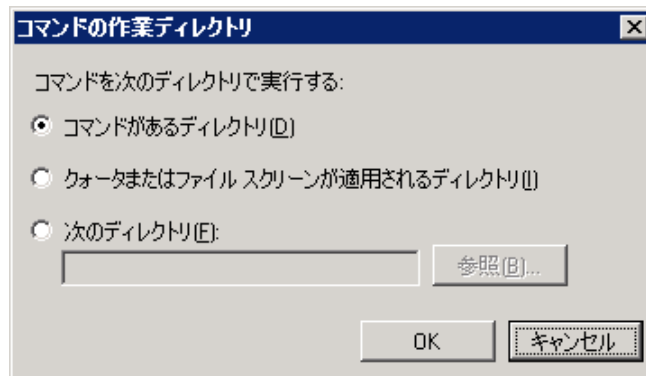 コマンドの作業ディレクトリ
コマンドを次のディレクトリで実行する:
コマンドがあるディレクトリ(D)
クォータまたはファイル スクリーンが適用されるディレクトリ(I)
次のディレクトリ(F):
参照(B)...
OK キャンセル